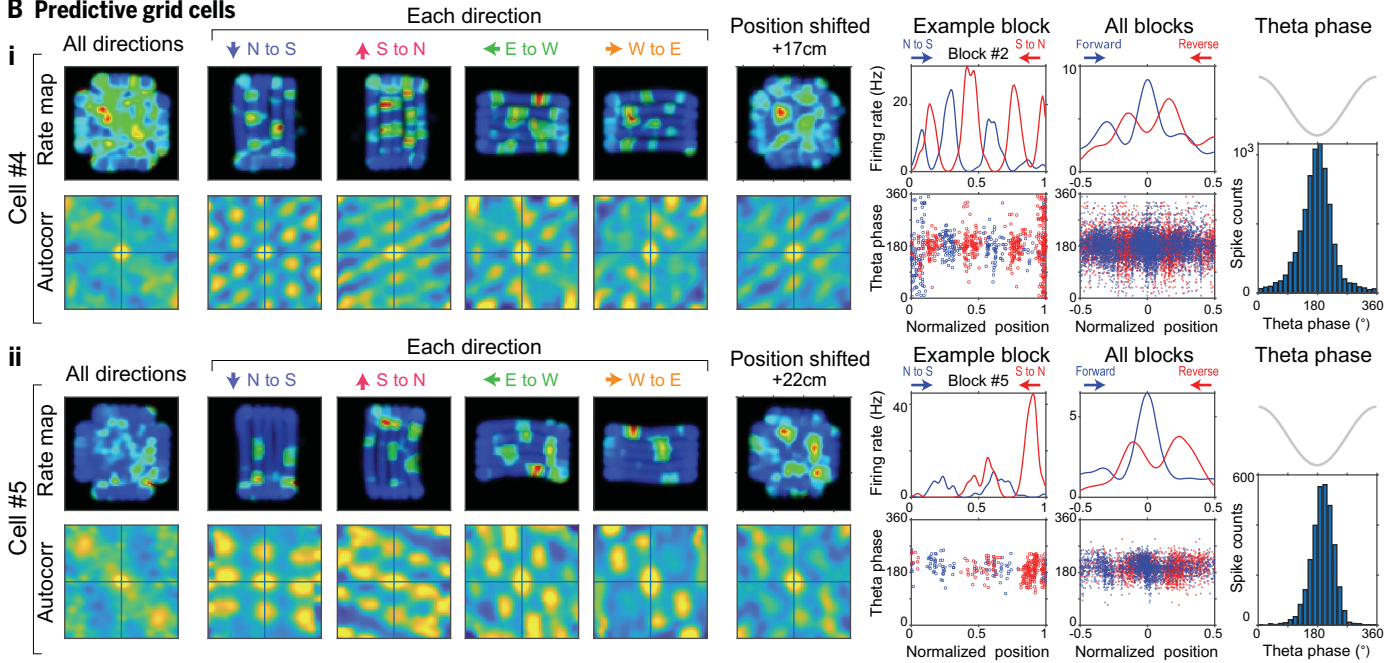 B Predictive grid cells
Each direction
Position shifted
Example block
All blocks
Theta phase
All directions
N to S
S to N
E to W
W to E
+17cm
N to S
Block #2
S to N
Forward
Reverse
i
Cell #4
Rate map
Autocorr
Firing rate (Hz)
20
0
0
0.5
1
10
0
-0.5
0
0.5
Theta phase
360
180
0
0
0.5
1
Normalized position
360
180
0
-0.5
0
0.5
Normalized position
Spike counts
10³
0
0
180
360
Theta phase (°)
ii
Each direction
Position shifted
Example block
All blocks
Theta phase
All directions
N to S
S to N
E to W
W to E
+22cm
N to S
Block #5
S to N
Forward
Reverse
Cell #5
Rate map
Autocorr
Firing rate (Hz)
40
0
0
0.5
1
5
0
-0.5
0
0.5
Theta phase
360
180
0
0
0.5
1
Normalized position
360
180
0
-0.5
0
0.5
Normalized position
Spike counts
600
0
0
180
360
Theta phase (°)